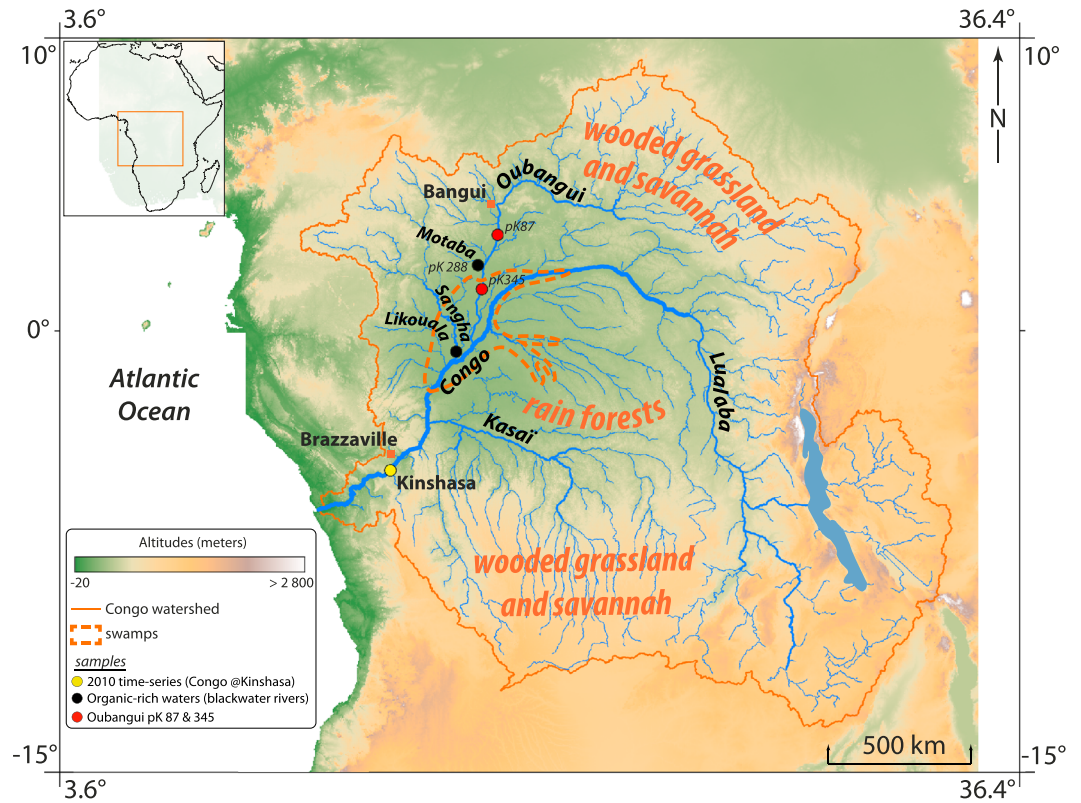 3.6°
36.4°
10°
10°
N
wooded grassland
and savannah
Oubangui
Bangui
pK87
Motaba
pK 288
pK345
Sangha
Likouala
0°
Congo
Lualaba
Atlantic
Ocean
rain forests
Kasaï
Brazzaville
Kinshasa
wooded grassland
and savannah
Altitudes (meters)
-20
> 2 800
Congo watershed
swamps
samples
2010 time-series (Congo @Kinshasa)
Organic-rich waters (blackwater rivers)
Oubangui pK 87 & 345
500 km
-15°
-15°
3.6°
36.4°